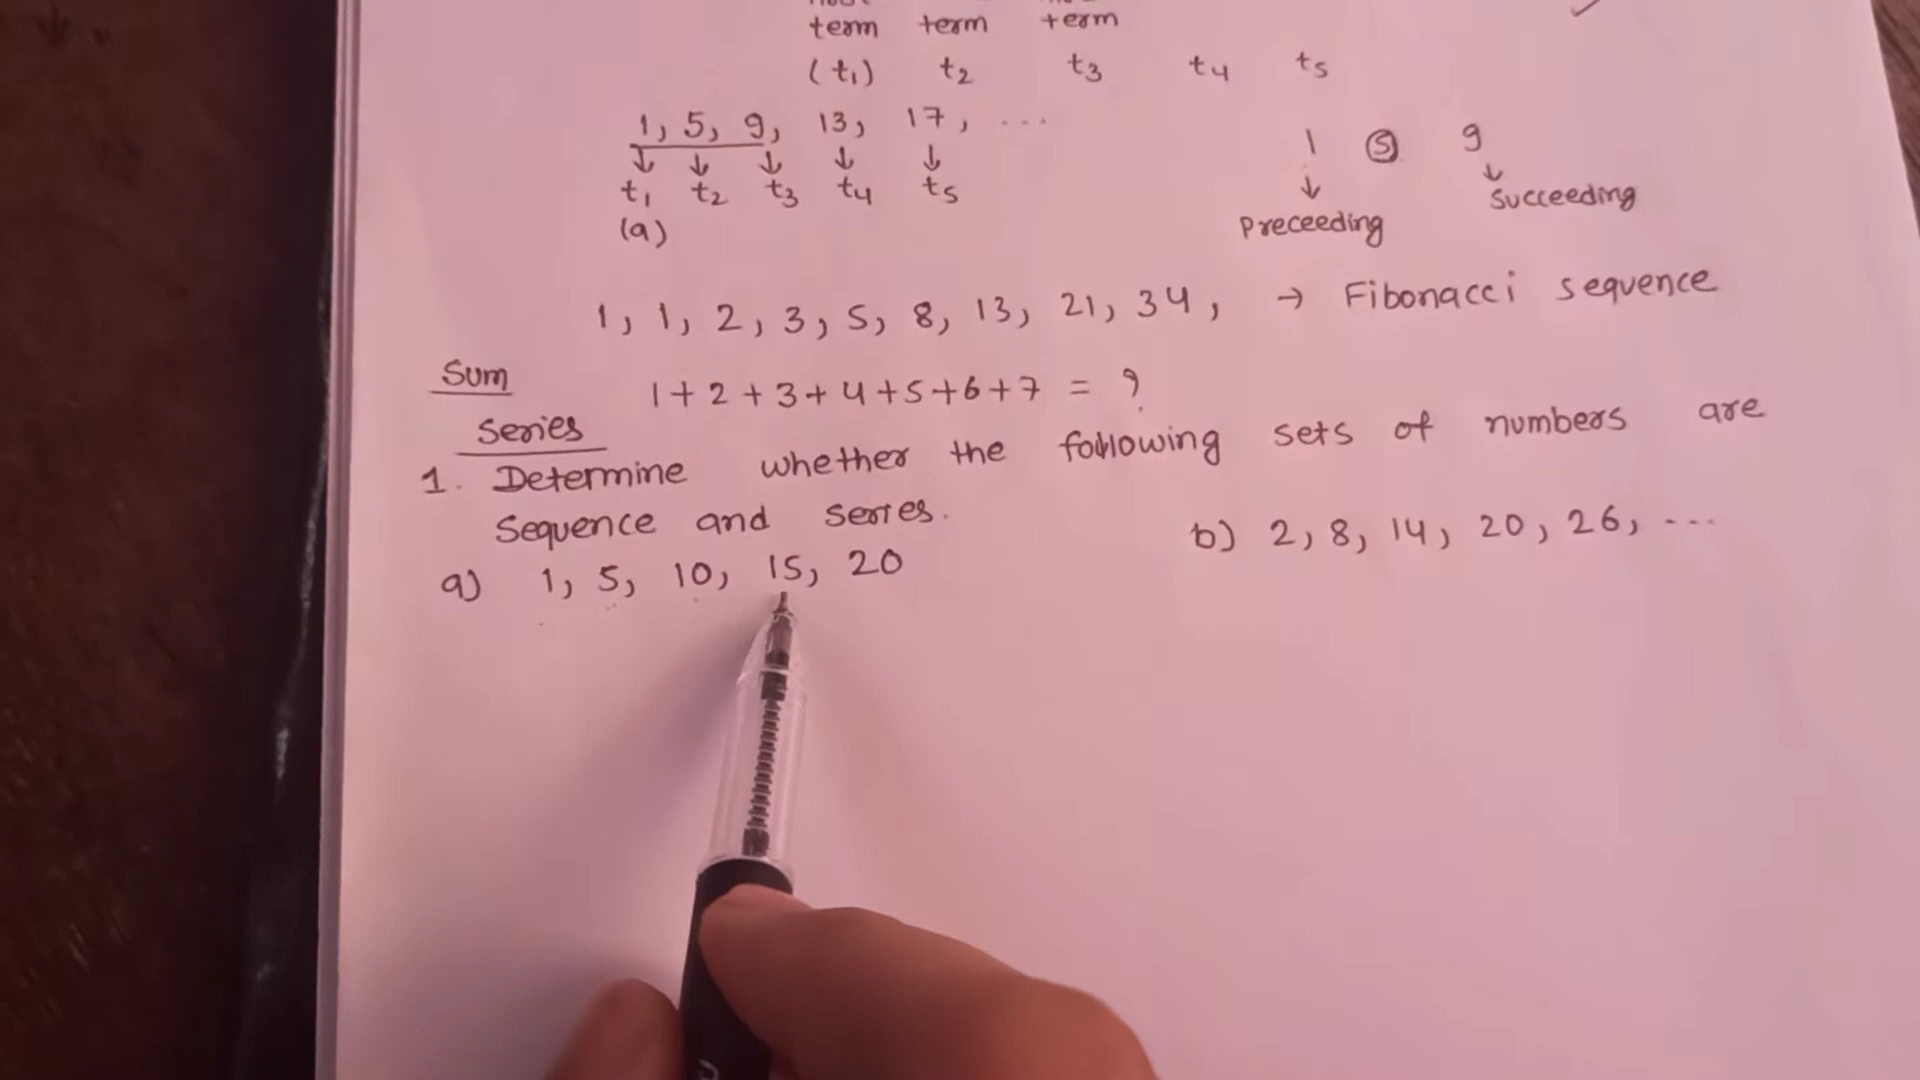 term term term
(t1) t2 t3 t4 t5
1, 5, 9, 13, 17, ...
↓ ↓ ↓ ↓ ↓
t1 t2 t3 t4 t5
(a)
1 5 9
↓ ↓
Preceeding Succeeding
1, 1, 2, 3, 5, 8, 13, 21, 34, → Fibonacci sequence
Sum 1+2+3+4+5+6+7 = ?
Series
1. Determine whether the following sets of numbers are
Sequence and series.
a) 1, 5, 10, 15, 20 b) 2, 8, 14, 20, 26, ...